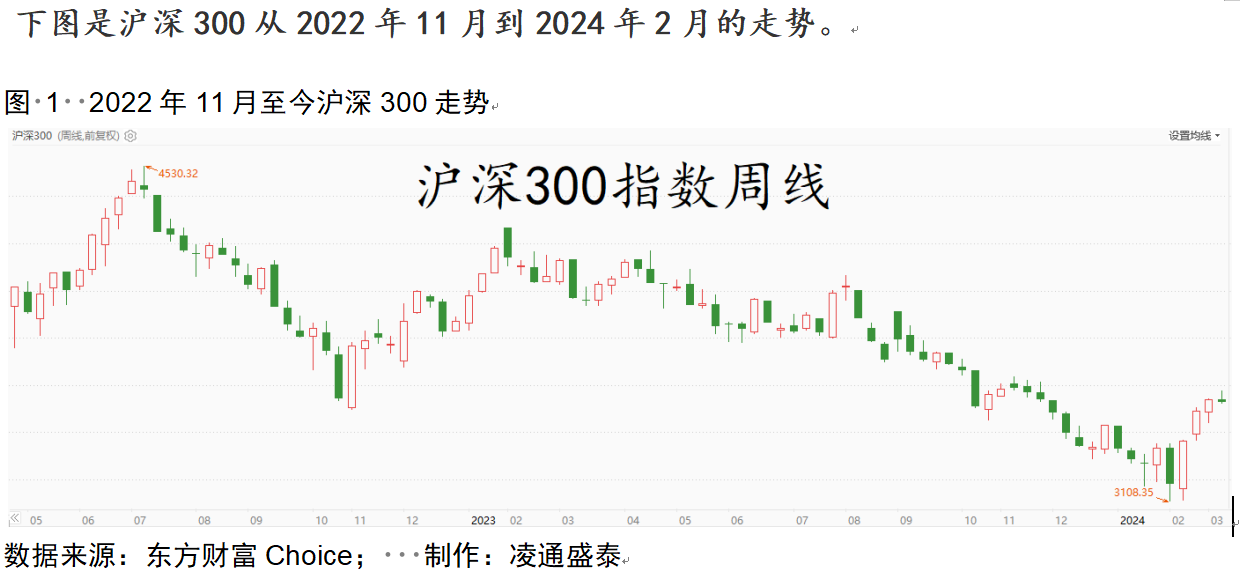 下图是沪深 300 从 2022 年 11 月到 2024 年 2 月的走势。
图 1 2022 年 11 月至今沪深 300 走势
沪深300 (周线,前复权) 设置均线
沪深300指数周线
4530.32
3108.35
05 06 07 08 09 10 11 12 2023 02 03 04 05 06 07 08 09 10 11 12 2024 02 03
数据来源：东方财富 Choice； 制作：凌通盛泰